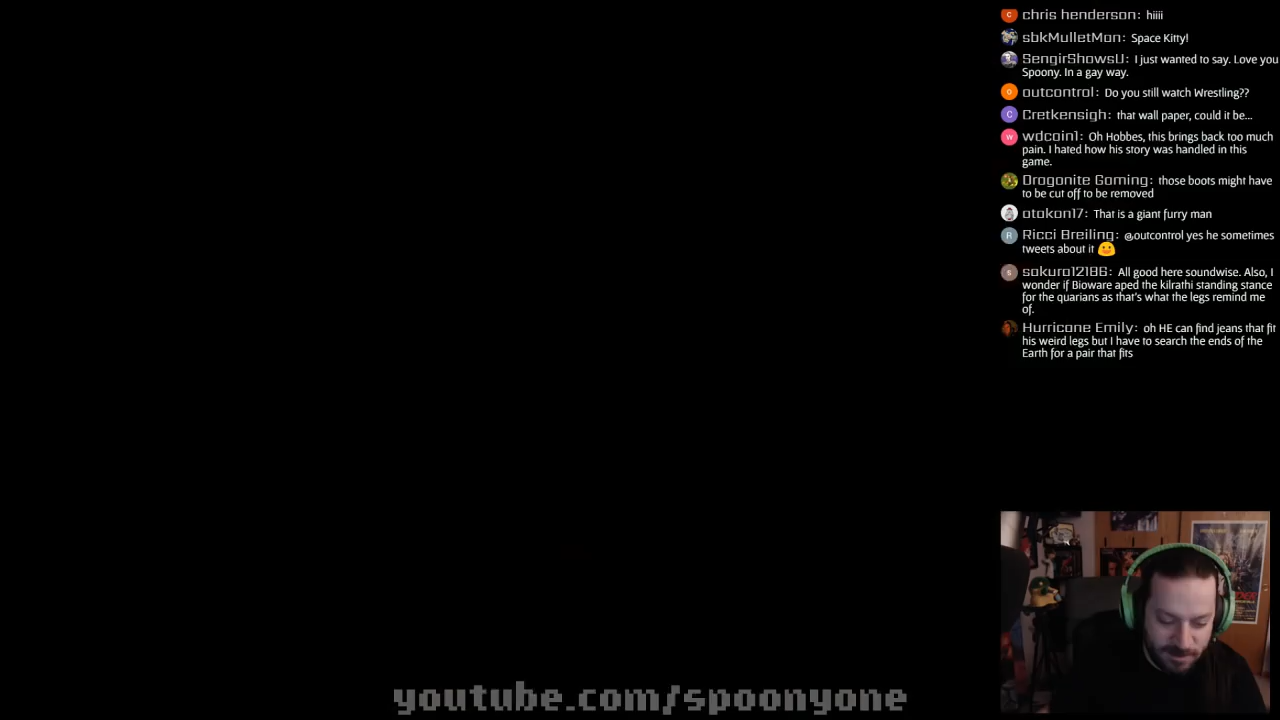 chris henderson: hiiii
sbkMulletMan: Space Kitty!
SengirShowsU: I just wanted to say. Love you
Spoony. In a gay way.
outcontrol: Do you still watch Wrestling??
Cretkensigh: that wall paper, could it be...
wdcain1: Oh Hobbes, this brings back too much
pain. I hated how his story was handled in this
game.
Dragonite Gaming: those boots might have
to be cut off to be removed
otakon17: That is a giant furry man
Ricci Breiling: @outcontrol yes he sometimes
tweets about it
sakura12186: All good here soundwise. Also, I
wonder if Bioware aped the kilrathi standing stance
for the quarians as that's what the legs remind me
of.
Hurricane Emily: oh HE can find jeans that fit
his weird legs but I have to search the ends of the
Earth for a pair that fits
youtube.com/spoonyone